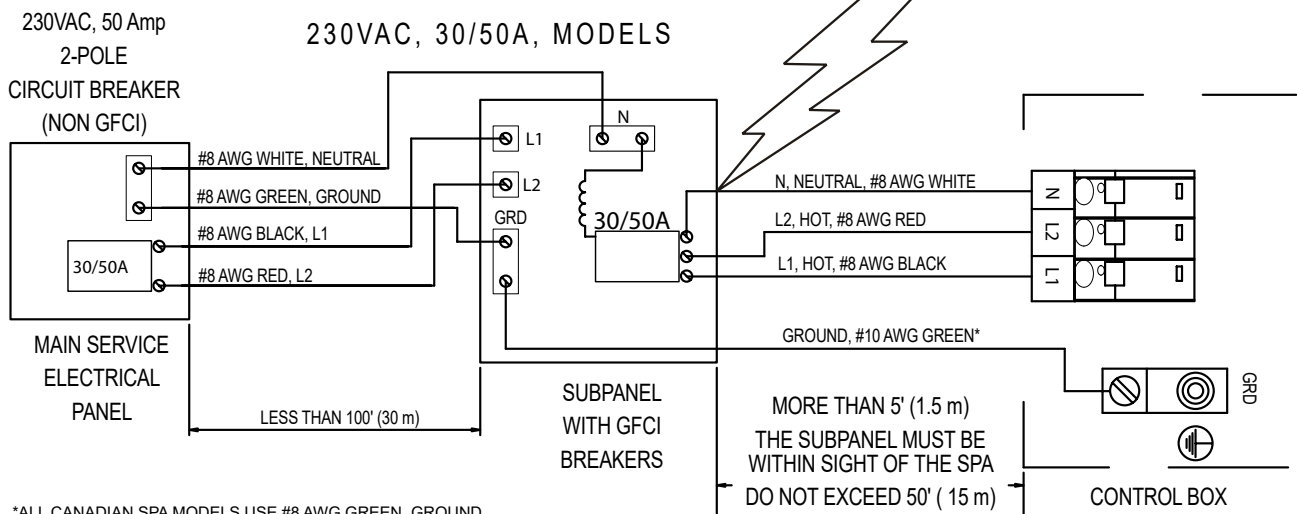 230VAC, 50 Amp
2-POLE
CIRCUIT BREAKER
(NON GFCI)
230VAC, 30/50A, MODELS
#8 AWG WHITE, NEUTRAL
#8 AWG GREEN, GROUND
#8 AWG BLACK, L1
#8 AWG RED, L2
30/50A
MAIN SERVICE
ELECTRICAL
PANEL
LESS THAN 100' (30 m)
L1
L2
GRD
N
30/50A
SUBPANEL
WITH GFCI
BREAKERS
N, NEUTRAL, #8 AWG WHITE
L2, HOT, #8 AWG RED
L1, HOT, #8 AWG BLACK
GROUND, #10 AWG GREEN*
MORE THAN 5' (1.5 m)
THE SUBPANEL MUST BE
WITHIN SIGHT OF THE SPA
DO NOT EXCEED 50' ( 15 m)
N
L2
L1
GRD
CONTROL BOX
*ALL CANADIAN SPA MODELS USE #8 AWG GREEN, GROUND